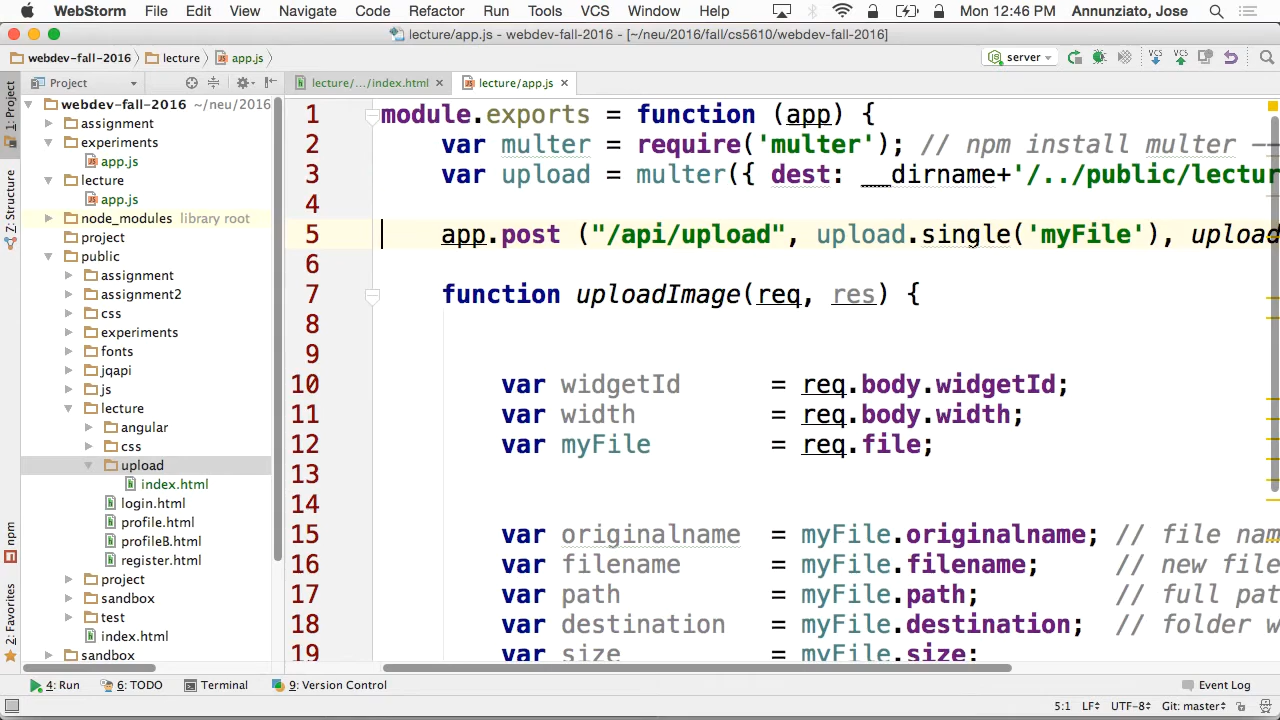 WebStorm File Edit View Navigate Code Refactor Run Tools VCS Window Help Mon 12:46 PM Annunziato, Jose
lecture/app.js - webdev-fall-2016 - [~/neu/2016/fall/cs5610/webdev-fall-2016]
webdev-fall-2016 lecture app.js server VCS VCS
Project lecture/.../index.html lecture/app.js
1: Project
Z: Structure
npm
2: Favorites
webdev-fall-2016 ~/neu/2016
assignment
experiments
app.js
lecture
app.js
node_modules library root
project
public
assignment
assignment2
css
experiments
fonts
jqapi
js
lecture
angular
css
upload
index.html
login.html
profile.html
profileB.html
register.html
project
sandbox
test
index.html
sandbox
1 module.exports = function (app) {
2 var multer = require('multer'); // npm install multer --
3 var upload = multer({ dest: __dirname+'/../public/lectur
4
5 app.post ("/api/upload", upload.single('myFile'), upload
6
7 function uploadImage(req, res) {
8
9
10 var widgetId = req.body.widgetId;
11 var width = req.body.width;
12 var myFile = req.file;
13
14
15 var originalname = myFile.originalname; // file nam
16 var filename = myFile.filename; // new file
17 var path = myFile.path; // full pat
18 var destination = myFile.destination; // folder w
19 var size = myFile.size;
4: Run 6: TODO Terminal 9: Version Control Event Log
5:1 LF UTF-8 Git: master